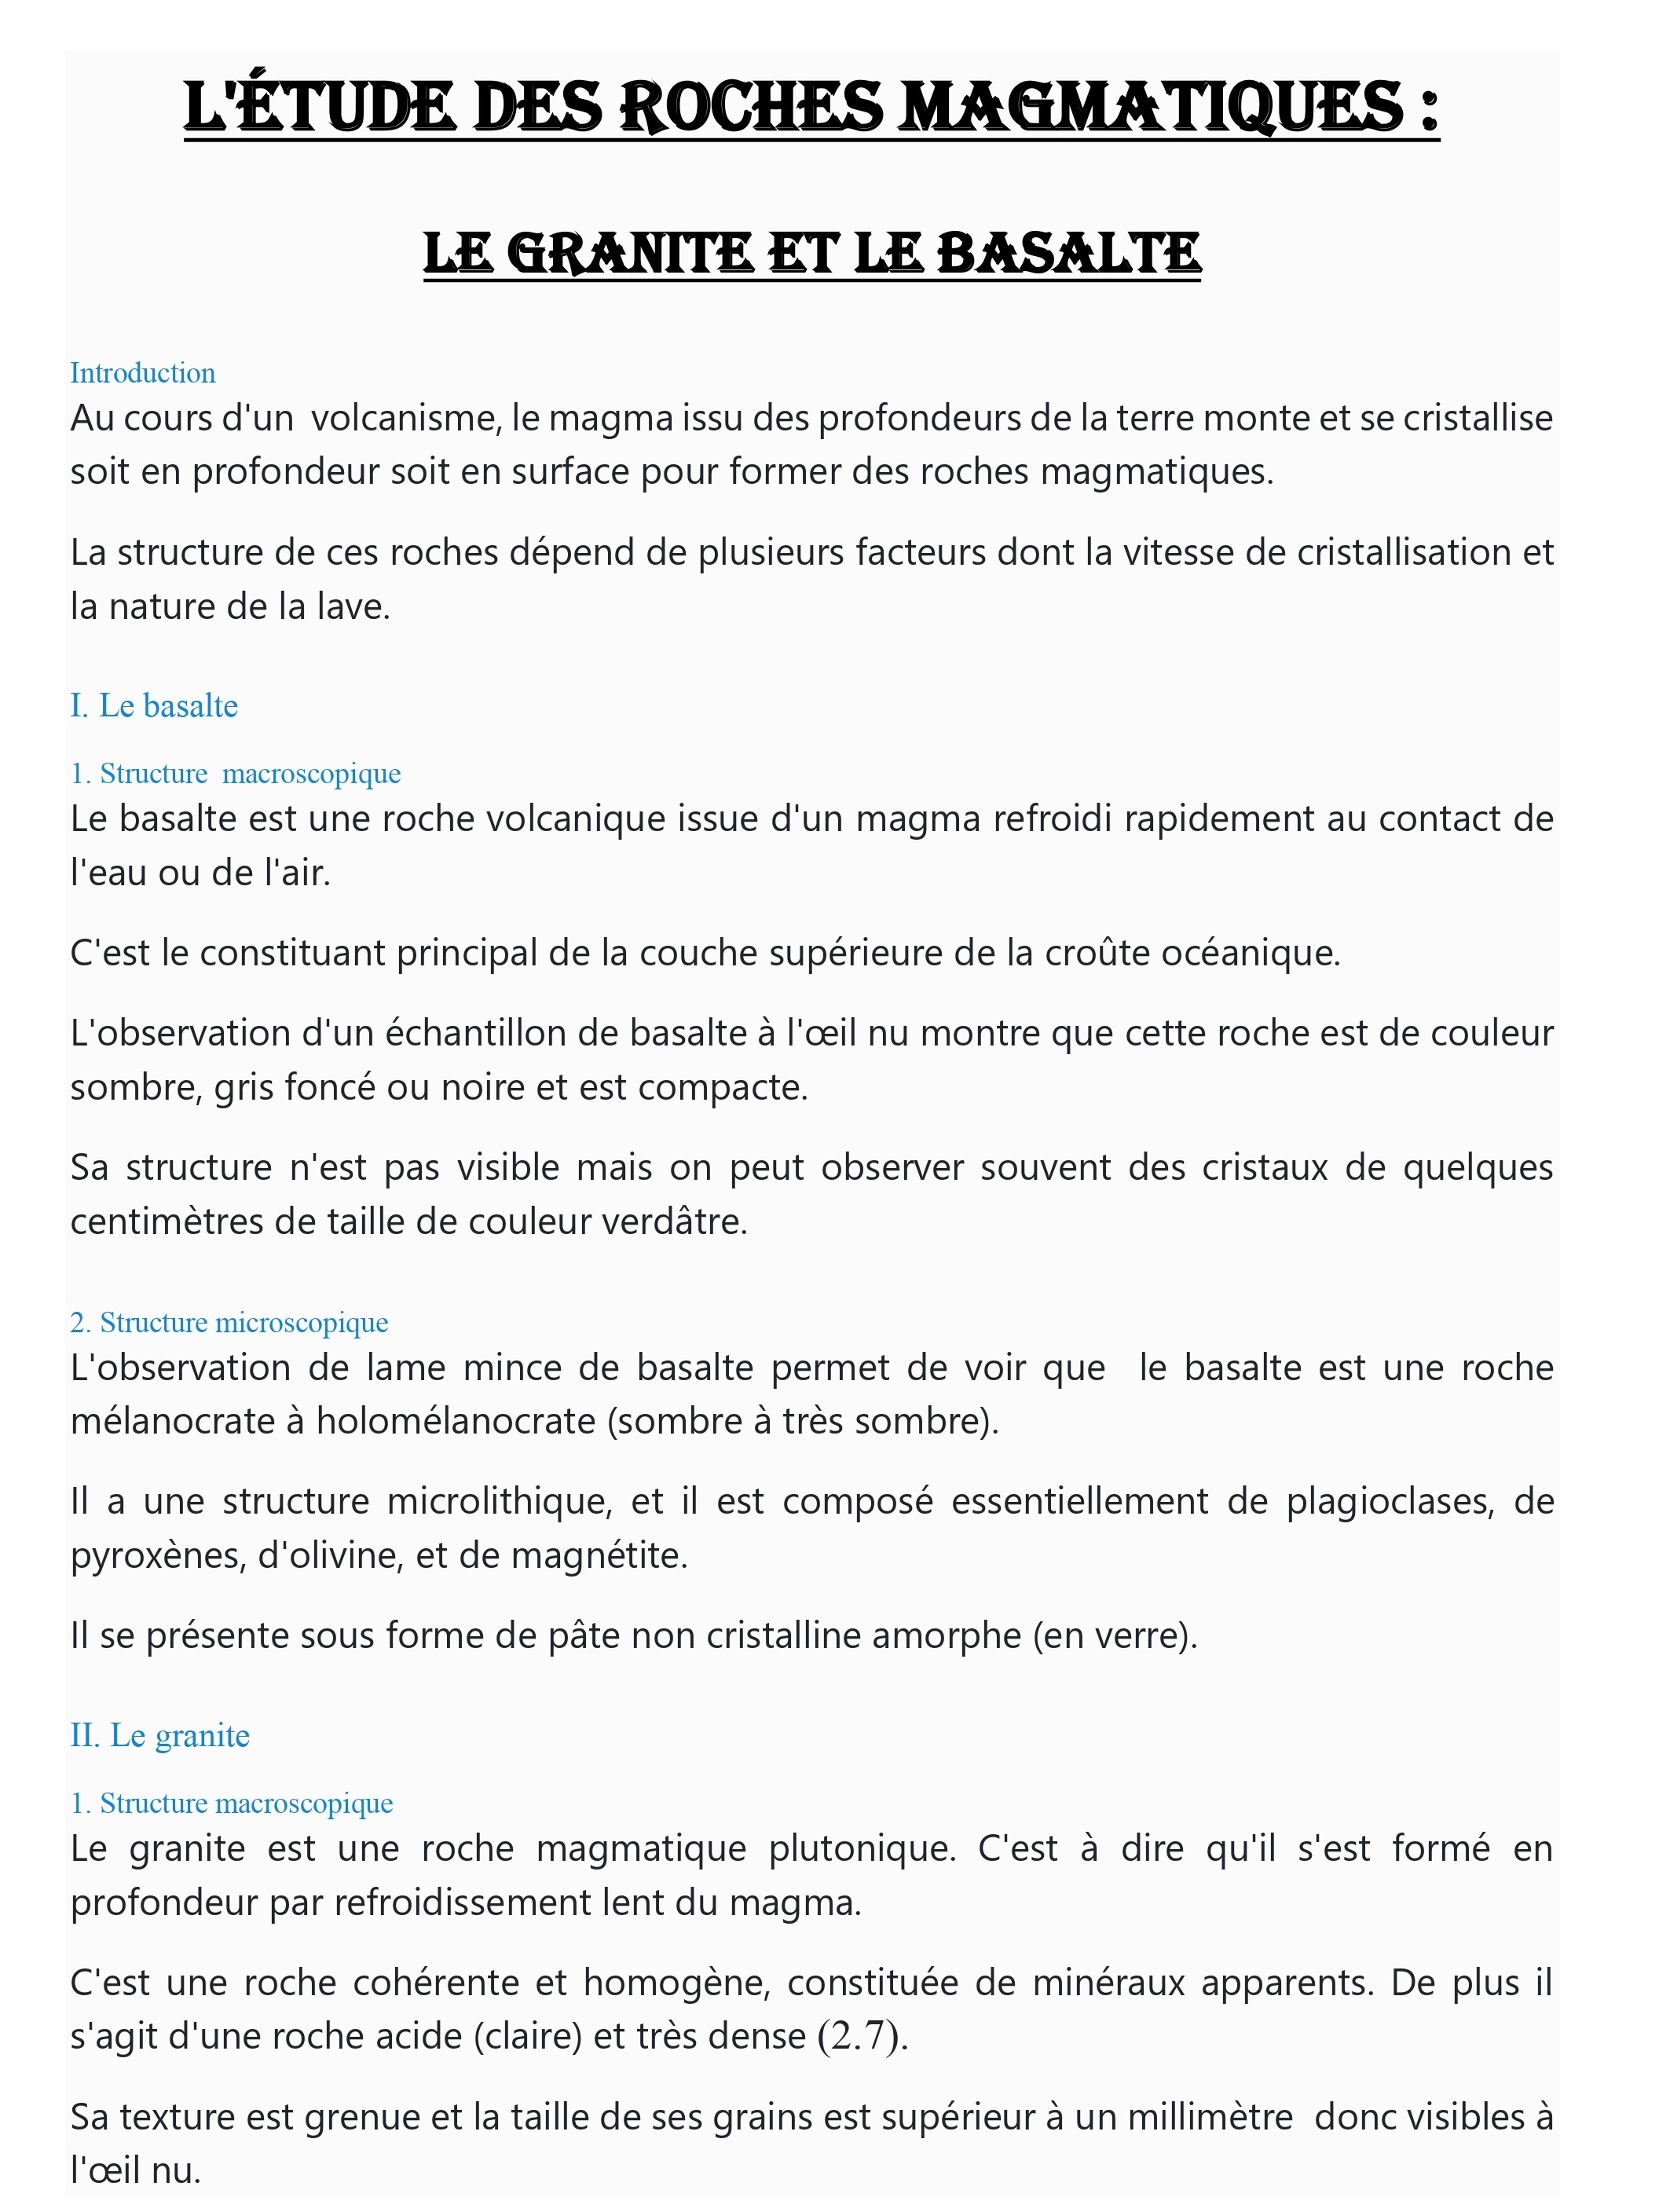 L'ÉTUDE DES ROCHES MAGMATIQUES :
LE GRANITE ET LE BASALTE
Introduction
Au cours d'un  volcanisme, le magma issu des profondeurs de la terre monte et se cristallise
soit en profondeur soit en surface pour former des roches magmatiques.
La structure de ces roches dépend de plusieurs facteurs dont la vitesse de cristallisation et
la nature de la lave.
I. Le basalte
1. Structure  macroscopique
Le basalte est une roche volcanique issue d'un magma refroidi rapidement au contact de
l'eau ou de l'air.
C'est le constituant principal de la couche supérieure de la croûte océanique.
L'observation d'un échantillon de basalte à l'œil nu montre que cette roche est de couleur
sombre, gris foncé ou noire et est compacte.
Sa structure n'est pas visible mais on peut observer souvent des cristaux de quelques
centimètres de taille de couleur verdâtre.
2. Structure microscopique
L'observation de lame mince de basalte permet de voir que  le basalte est une roche
mélanocrate à holomélanocrate (sombre à très sombre).
Il a une structure microlithique, et il est composé essentiellement de plagioclases, de
pyroxènes, d'olivine, et de magnétite.
Il se présente sous forme de pâte non cristalline amorphe (en verre).
II. Le granite
1. Structure macroscopique
Le granite est une roche magmatique plutonique. C'est à dire qu'il s'est formé en
profondeur par refroidissement lent du magma.
C'est une roche cohérente et homogène, constituée de minéraux apparents. De plus il
s'agit d'une roche acide (claire) et très dense (2.7).
Sa texture est grenue et la taille de ses grains est supérieur à un millimètre  donc visibles à
l'œil nu.